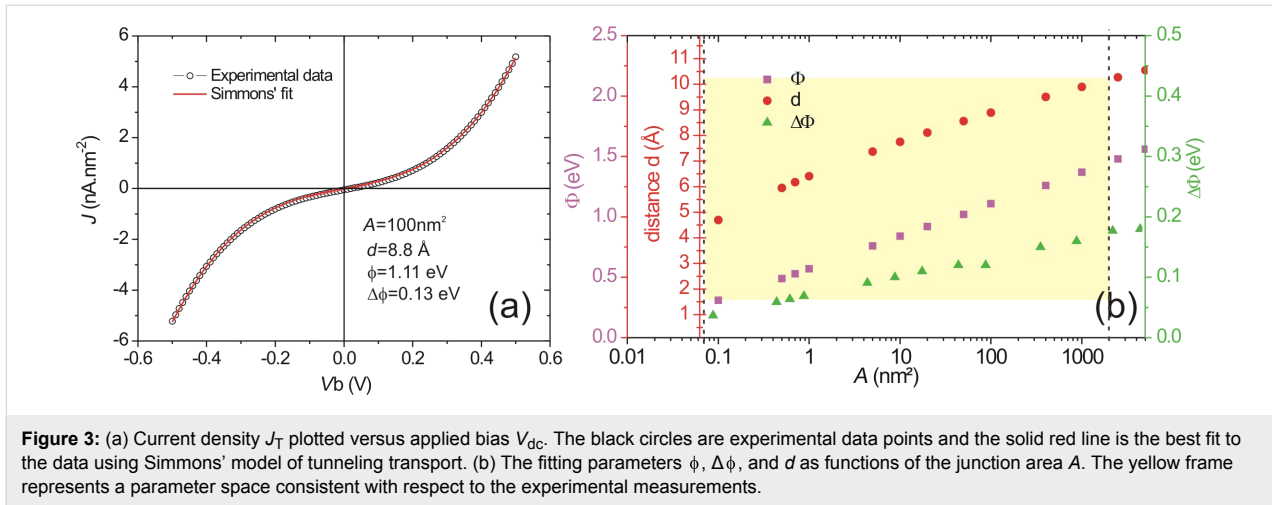 6
4
2
0
-2
-4
-6
J (nA.nm⁻²)
Experimental data
Simmons' fit
A=100nm²
d=8.8 Å
ϕ=1.11 eV
Δϕ=0.13 eV
(a)
-0.6 -0.4 -0.2 0.0 0.2 0.4 0.6
Vb (V)
2.5
2.0
1.5
1.0
0.5
0.0
Φ (eV)
11
10
9
8
7
6
5
4
3
2
1
distance d (Å)
Φ
d
ΔΦ
(b)
0.5
0.4
0.3
0.2
0.1
0.0
ΔΦ (eV)
0.01 0.1 1 10 100 1000
A (nm²)
Figure 3: (a) Current density J_T plotted versus applied bias V_dc. The black circles are experimental data points and the solid red line is the best fit to
the data using Simmons’ model of tunneling transport. (b) The fitting parameters ϕ, Δϕ, and d as functions of the junction area A. The yellow frame
represents a parameter space consistent with respect to the experimental measurements.